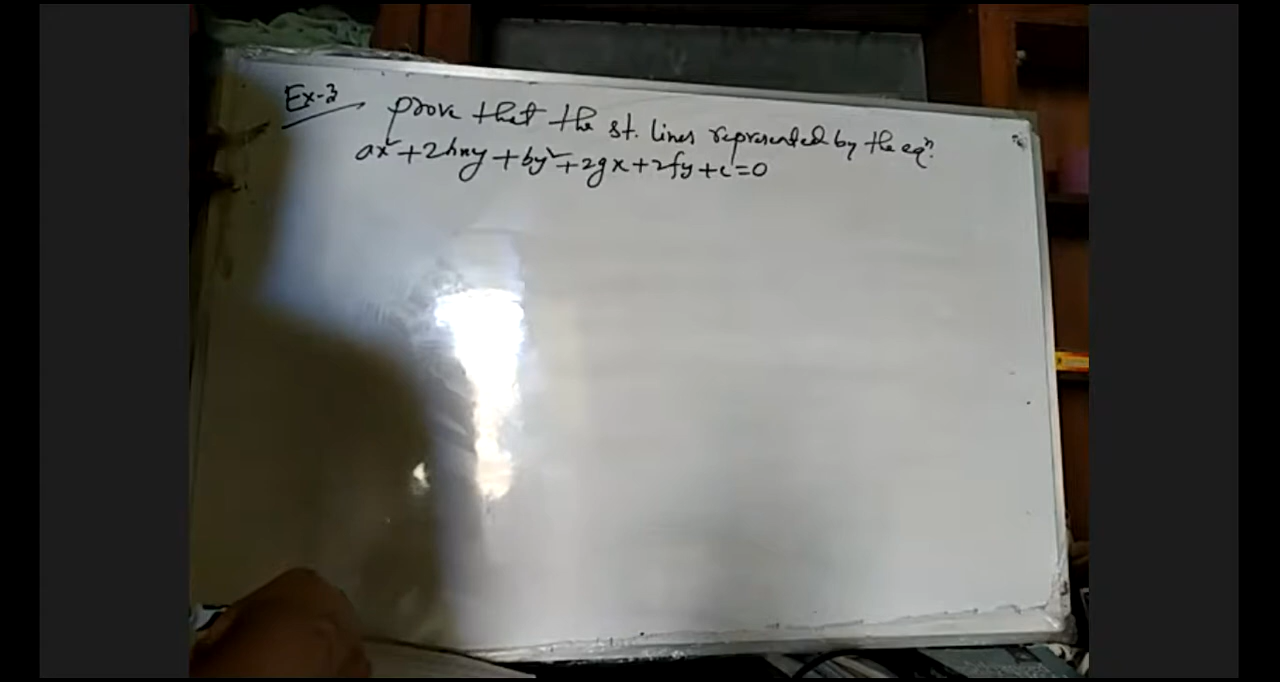 Ex-3 prove that the st. lines represented by the eqⁿ.
ax²+2hxy+by²+2gx+2fy+c=0